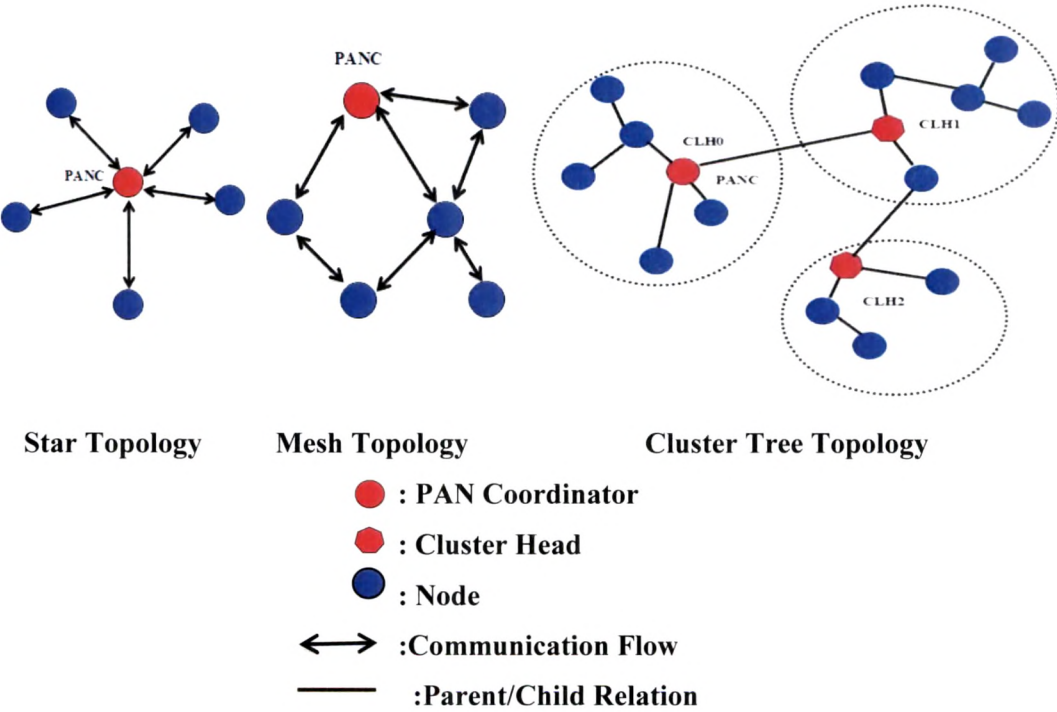 PANC
PANC
CLH0
PANC
CLH1
CLH2
Star Topology
Mesh Topology
Cluster Tree Topology
: PAN Coordinator
: Cluster Head
: Node
:Communication Flow
:Parent/Child Relation